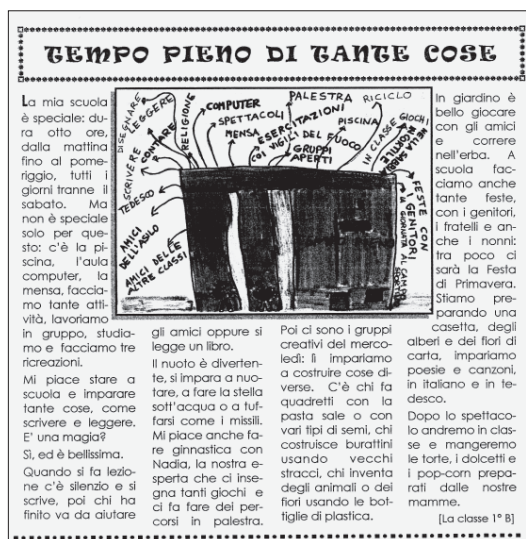 TEMPO PIENO DI TANTE COSE
La mia scuola
è speciale: du-
ra otto ore,
dalla mattina
fino al pome-
riggio, tutti i
giorni tranne il
sabato. Ma
non è speciale
solo per que-
sto: c'è la pi-
scina, l'aula
computer, la
mensa, faccia-
mo tante atti-
vità, lavoriamo
in gruppo, studia-
mo e facciamo tre
ricreazioni.
Mi piace stare a
scuola e imparare
tante cose, come
scrivere e leggere.
E' una magia?
Sì, ed è bellissima.
Quando si fa lezio-
ne c'è silenzio e si
scrive, poi chi ha
finito va da aiutare
DISEGNARE
LEGGERE
CONTARE
SCRIVERE
TEDESCO
AMICI
DELL'ASILO
AMICI DELLE
ALTRE CLASSI
RELIGIONE
COMPUTER
SPETTACOLI
MENSA
ESERCITAZIONI
COI VIGILI DEL FUOCO
GRUPPI
APERTI
PALESTRA
PISCINA
RICICLO
IN CLASSE
GIOCHI
IN CORTILE
FESTE CON
I GENITORI
gli amici oppure si
legge un libro.
Il nuoto è diverten-
te, si impara a nuo-
tare, a fare la stella
sott'acqua o a tuf-
farsi come i missili.
Mi piace anche fa-
re ginnastica con
Nadia, la nostra e-
sperta che ci inse-
gna tanti giochi e
ci fa fare dei per-
corsi in palestra.
Poi ci sono i gruppi
creativi del merco-
ledì: lì impariamo
a costruire cose di-
verse. C'è chi fa
quadretti con la
pasta sale o con
vari tipi di semi, chi
costruisce burattini
usando vecchi
stracci, chi inventa
degli animali o dei
fiori usando le bot-
tiglie di plastica.
In giardino è
bello giocare
con gli amici
e correre
nell'erba. A
scuola fac-
ciamo anche
tante feste,
con i genitori,
i fratelli e an-
che i nonni:
tra poco ci
sarà la Festa
di Primavera.
Stiamo pre-
parando una
casetta, degli
alberi e dei fiori di
carta, impariamo
poesie e canzoni,
in italiano e in te-
desco.
Dopo lo spettaco-
lo andremo in clas-
se e mangeremo
le torte, i dolcetti e
i pop-corn prepa-
rati dalle nostre
mamme.
[La classe 1° B]